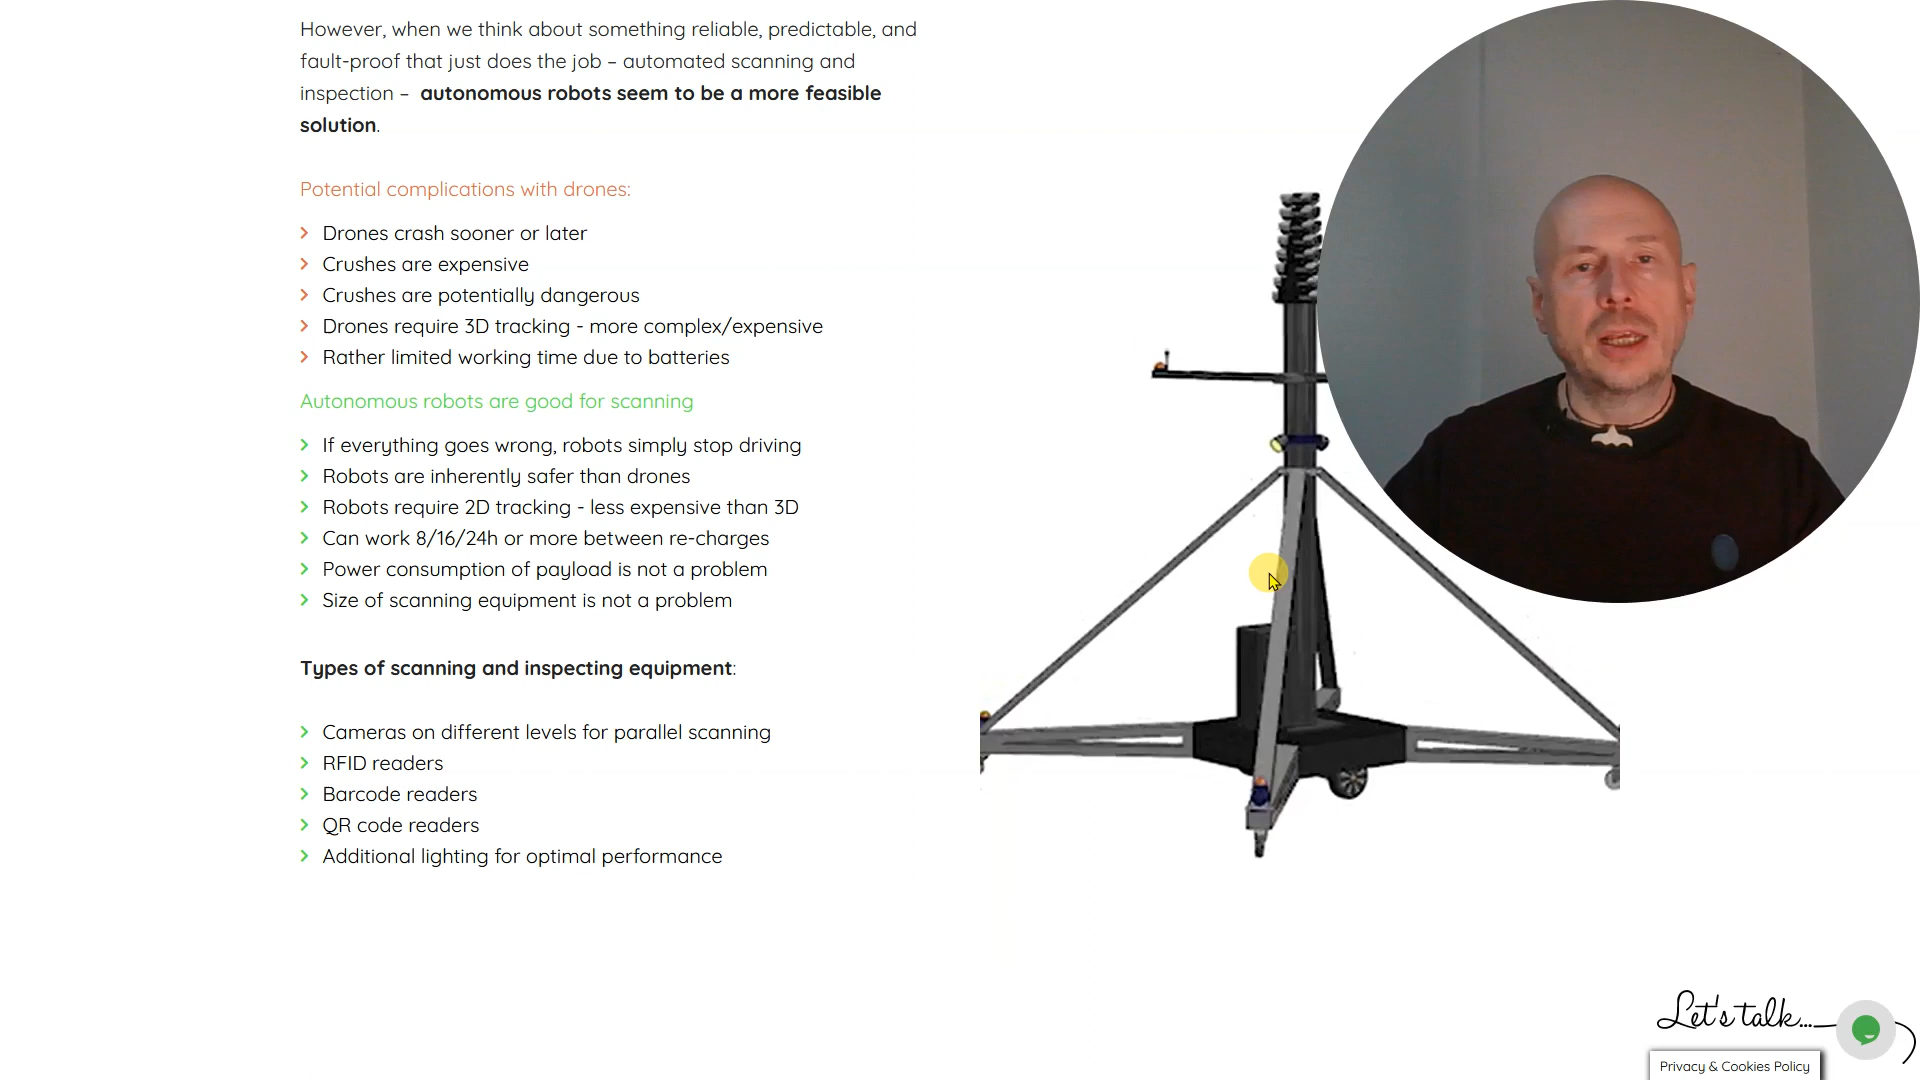 However, when we think about something reliable, predictable, and
fault-proof that just does the job – automated scanning and
inspection – autonomous robots seem to be a more feasible
solution.
Potential complications with drones:
Drones crash sooner or later
Crushes are expensive
Crushes are potentially dangerous
Drones require 3D tracking - more complex/expensive
Rather limited working time due to batteries
Autonomous robots are good for scanning
If everything goes wrong, robots simply stop driving
Robots are inherently safer than drones
Robots require 2D tracking - less expensive than 3D
Can work 8/16/24h or more between re-charges
Power consumption of payload is not a problem
Size of scanning equipment is not a problem
Types of scanning and inspecting equipment:
Cameras on different levels for parallel scanning
RFID readers
Barcode readers
QR code readers
Additional lighting for optimal performance
Let's talk...
Privacy & Cookies Policy